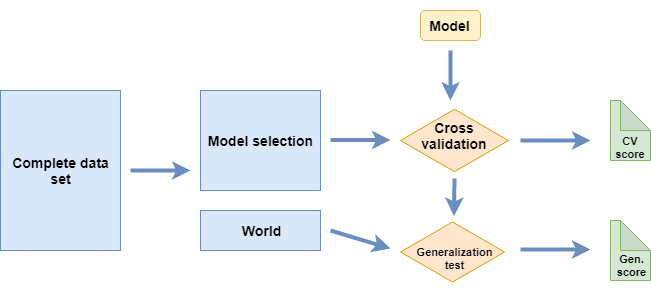 Model
Complete data
set
Model selection
Cross
validation
CV
score
World
Generalization
test
Gen.
score